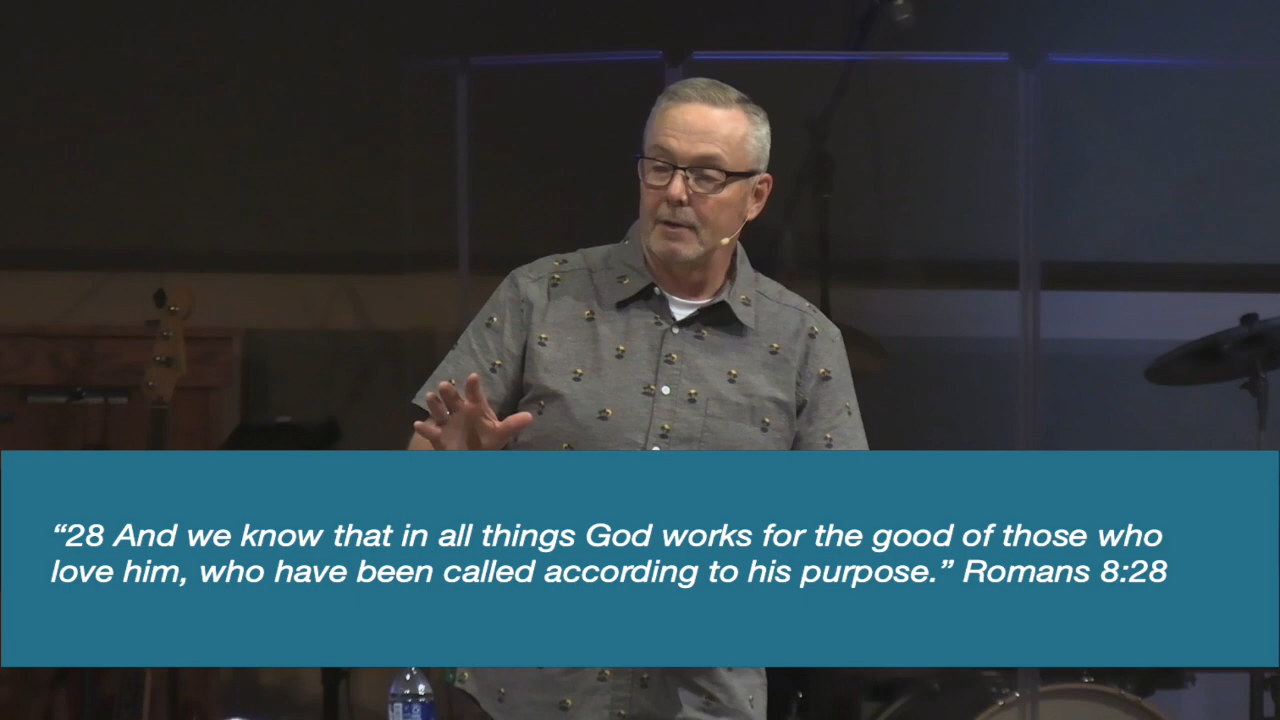 “28 And we know that in all things God works for the good of those who
love him, who have been called according to his purpose.” Romans 8:28